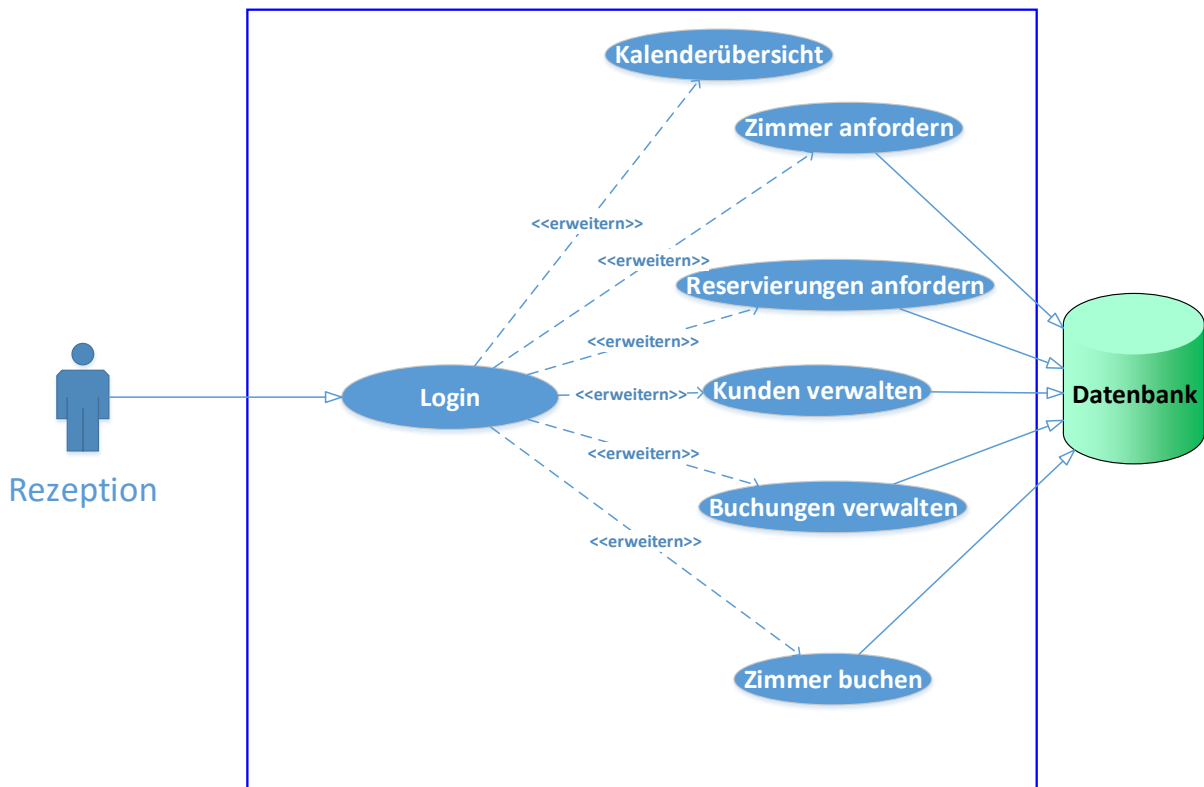 Kalenderübersicht
Zimmer anfordern
<<erweitern>>
<<erweitern>>
Reservierungen anfordern
<<erweitern>>
Login
<<erweitern>>
Kunden verwalten
Datenbank
Rezeption
<<erweitern>>
Buchungen verwalten
<<erweitern>>
Zimmer buchen